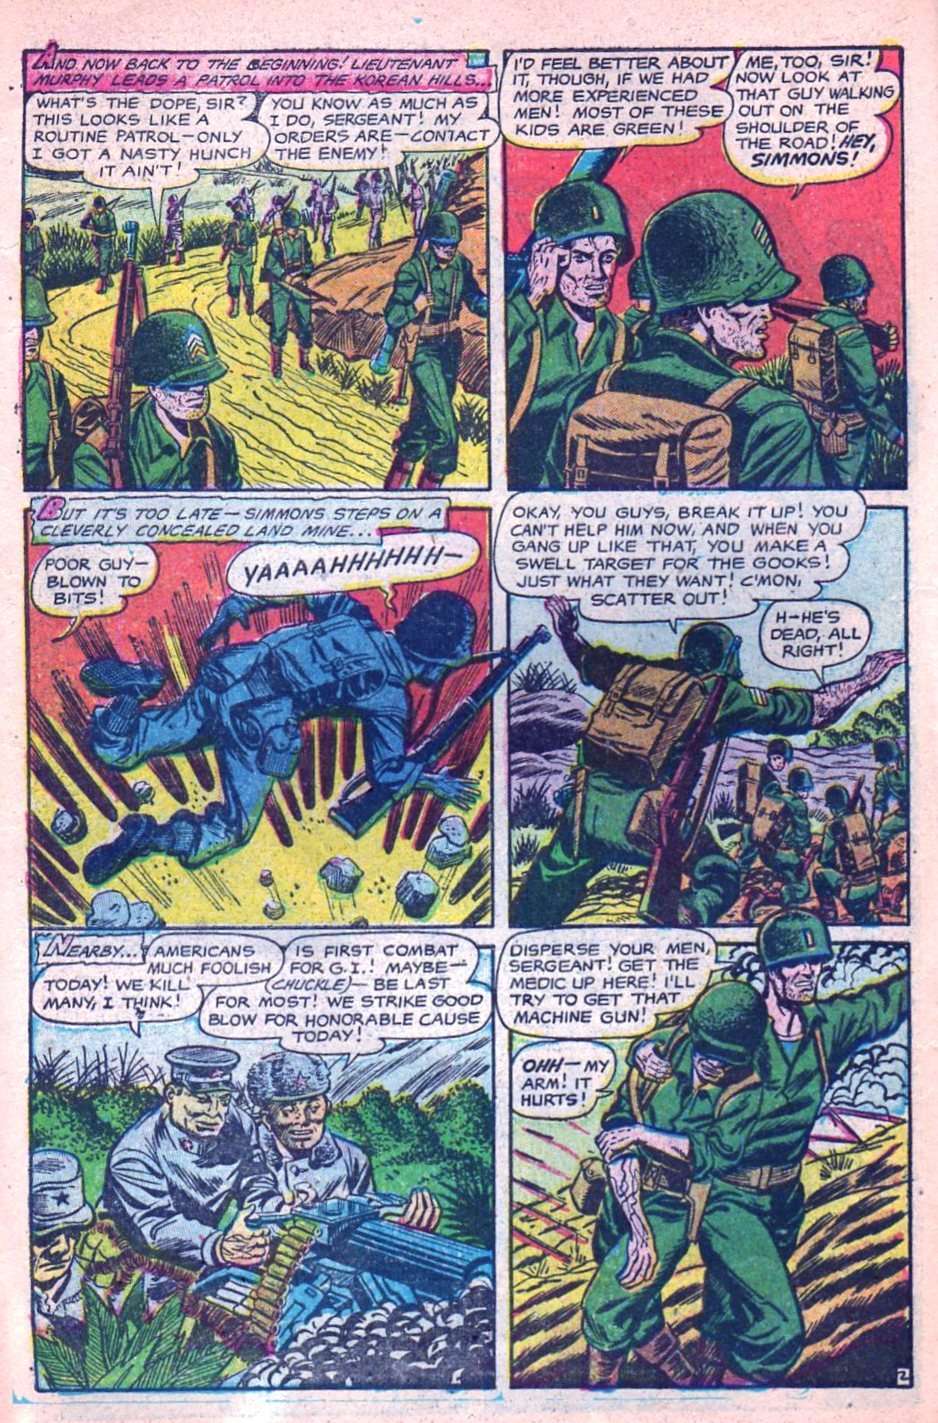 AND NOW BACK TO THE BEGINNING! LIEUTENANT
MURPHY LEADS A PATROL INTO THE KOREAN HILLS...
WHAT'S THE DOPE, SIR?
THIS LOOKS LIKE A
ROUTINE PATROL—ONLY
I GOT A NASTY HUNCH
IT AIN'T!
YOU KNOW AS MUCH AS
I DO, SERGEANT! MY
ORDERS ARE—CONTACT
THE ENEMY!
I'D FEEL BETTER ABOUT
IT, THOUGH, IF WE HAD
MORE EXPERIENCED
MEN! MOST OF THESE
KIDS ARE GREEN!
ME, TOO, SIR!
NOW LOOK AT
THAT GUY WALKING
OUT ON THE
SHOULDER OF
THE ROAD! HEY,
SIMMONS!
BUT IT'S TOO LATE—SIMMONS STEPS ON A
CLEVERLY CONCEALED LAND MINE...
POOR GUY—
BLOWN TO
BITS!
YAAAAHHHHHH—
OKAY, YOU GUYS, BREAK IT UP! YOU
CAN'T HELP HIM NOW, AND WHEN YOU
GANG UP LIKE THAT, YOU MAKE A
SWELL TARGET FOR THE GOOKS!
JUST WHAT THEY WANT! C'MON,
SCATTER OUT!
H—HE'S
DEAD, ALL
RIGHT!
NEARBY...
AMERICANS
MUCH FOOLISH
TODAY! WE KILL
MANY, I THINK!
IS FIRST COMBAT
FOR G.I.! MAYBE—
(CHUCKLE)—BE LAST
FOR MOST! WE STRIKE GOOD
BLOW FOR HONORABLE CAUSE
TODAY!
DISPERSE YOUR MEN,
SERGEANT! GET THE
MEDIC UP HERE! I'LL
TRY TO GET THAT
MACHINE GUN!
OHH—MY
ARM! IT
HURTS!
2